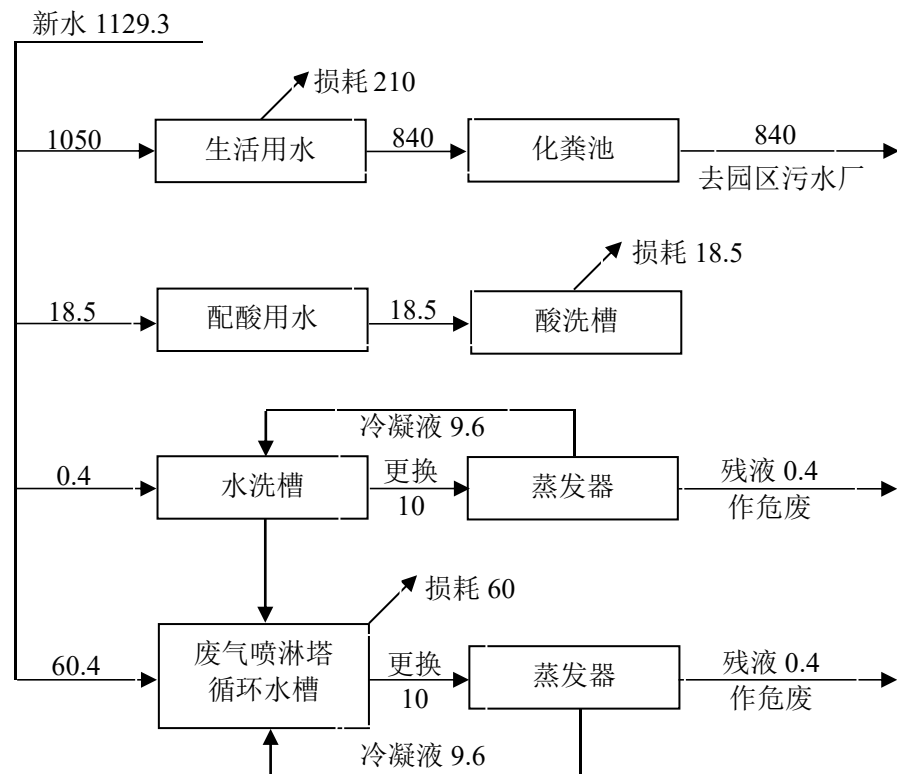 新水 1129.3
损耗 210
1050
生活用水
840
化粪池
840
去园区污水厂
损耗 18.5
18.5
配酸用水
18.5
酸洗槽
冷凝液 9.6
0.4
水洗槽
更换
10
蒸发器
残液 0.4
作危废
损耗 60
60.4
废气喷淋塔
循环水槽
更换
10
蒸发器
残液 0.4
作危废
冷凝液 9.6